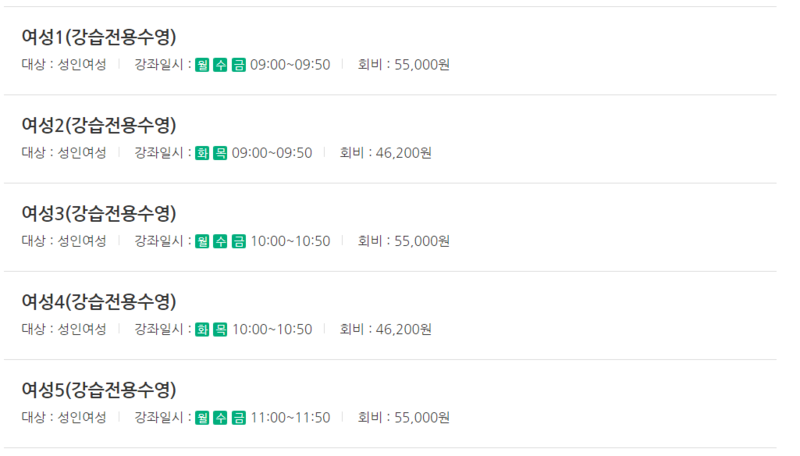 여성1(강습전용수영)
대상 : 성인여성 | 강좌일시 : 월 수 금 09:00~09:50 | 회비 : 55,000원
여성2(강습전용수영)
대상 : 성인여성 | 강좌일시 : 화 목 09:00~09:50 | 회비 : 46,200원
여성3(강습전용수영)
대상 : 성인여성 | 강좌일시 : 월 수 금 10:00~10:50 | 회비 : 55,000원
여성4(강습전용수영)
대상 : 성인여성 | 강좌일시 : 화 목 10:00~10:50 | 회비 : 46,200원
여성5(강습전용수영)
대상 : 성인여성 | 강좌일시 : 월 수 금 11:00~11:50 | 회비 : 55,000원